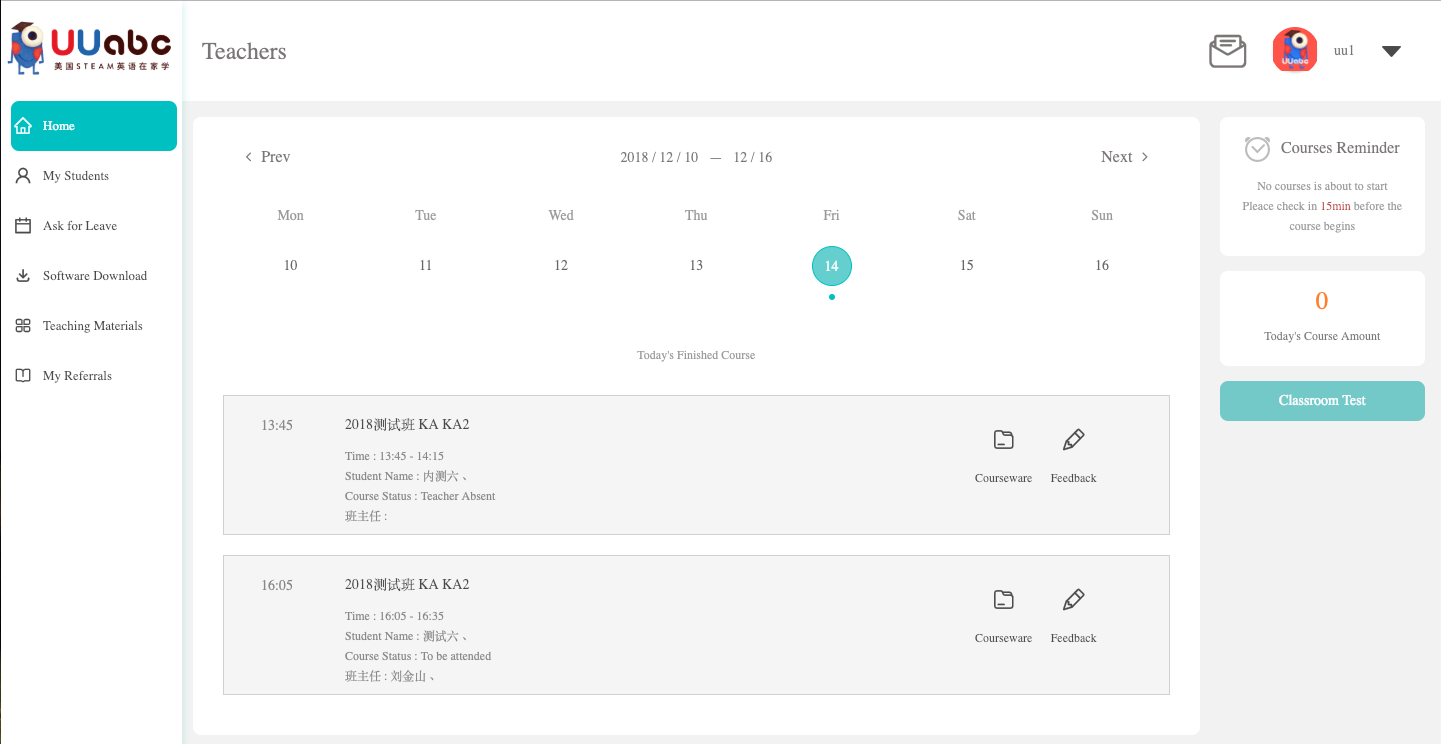 UUabc
美国STEAM英语在家学
Teachers
uu1
Home
My Students
Ask for Leave
Software Download
Teaching Materials
My Referrals
Prev
2018 / 12 / 10 — 12 / 16
Next
Mon Tue Wed Thu Fri Sat Sun
10 11 12 13 14 15 16
Today's Finished Course
13:45
2018测试班 KA KA2
Time : 13:45 - 14:15
Student Name : 内测六 、
Course Status : Teacher Absent
班主任 :
Courseware Feedback
16:05
2018测试班 KA KA2
Time : 16:05 - 16:35
Student Name : 测试六 、
Course Status : To be attended
班主任 : 刘金山 、
Courseware Feedback
Courses Reminder
No courses is about to start
Pleace check in 15min before the
course begins
0
Today's Course Amount
Classroom Test